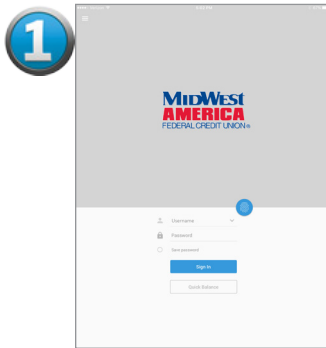 1
MIDWEST
AMERICA
FEDERAL CREDIT UNION®
Username
Password
Save password
Sign In
Quick Balance